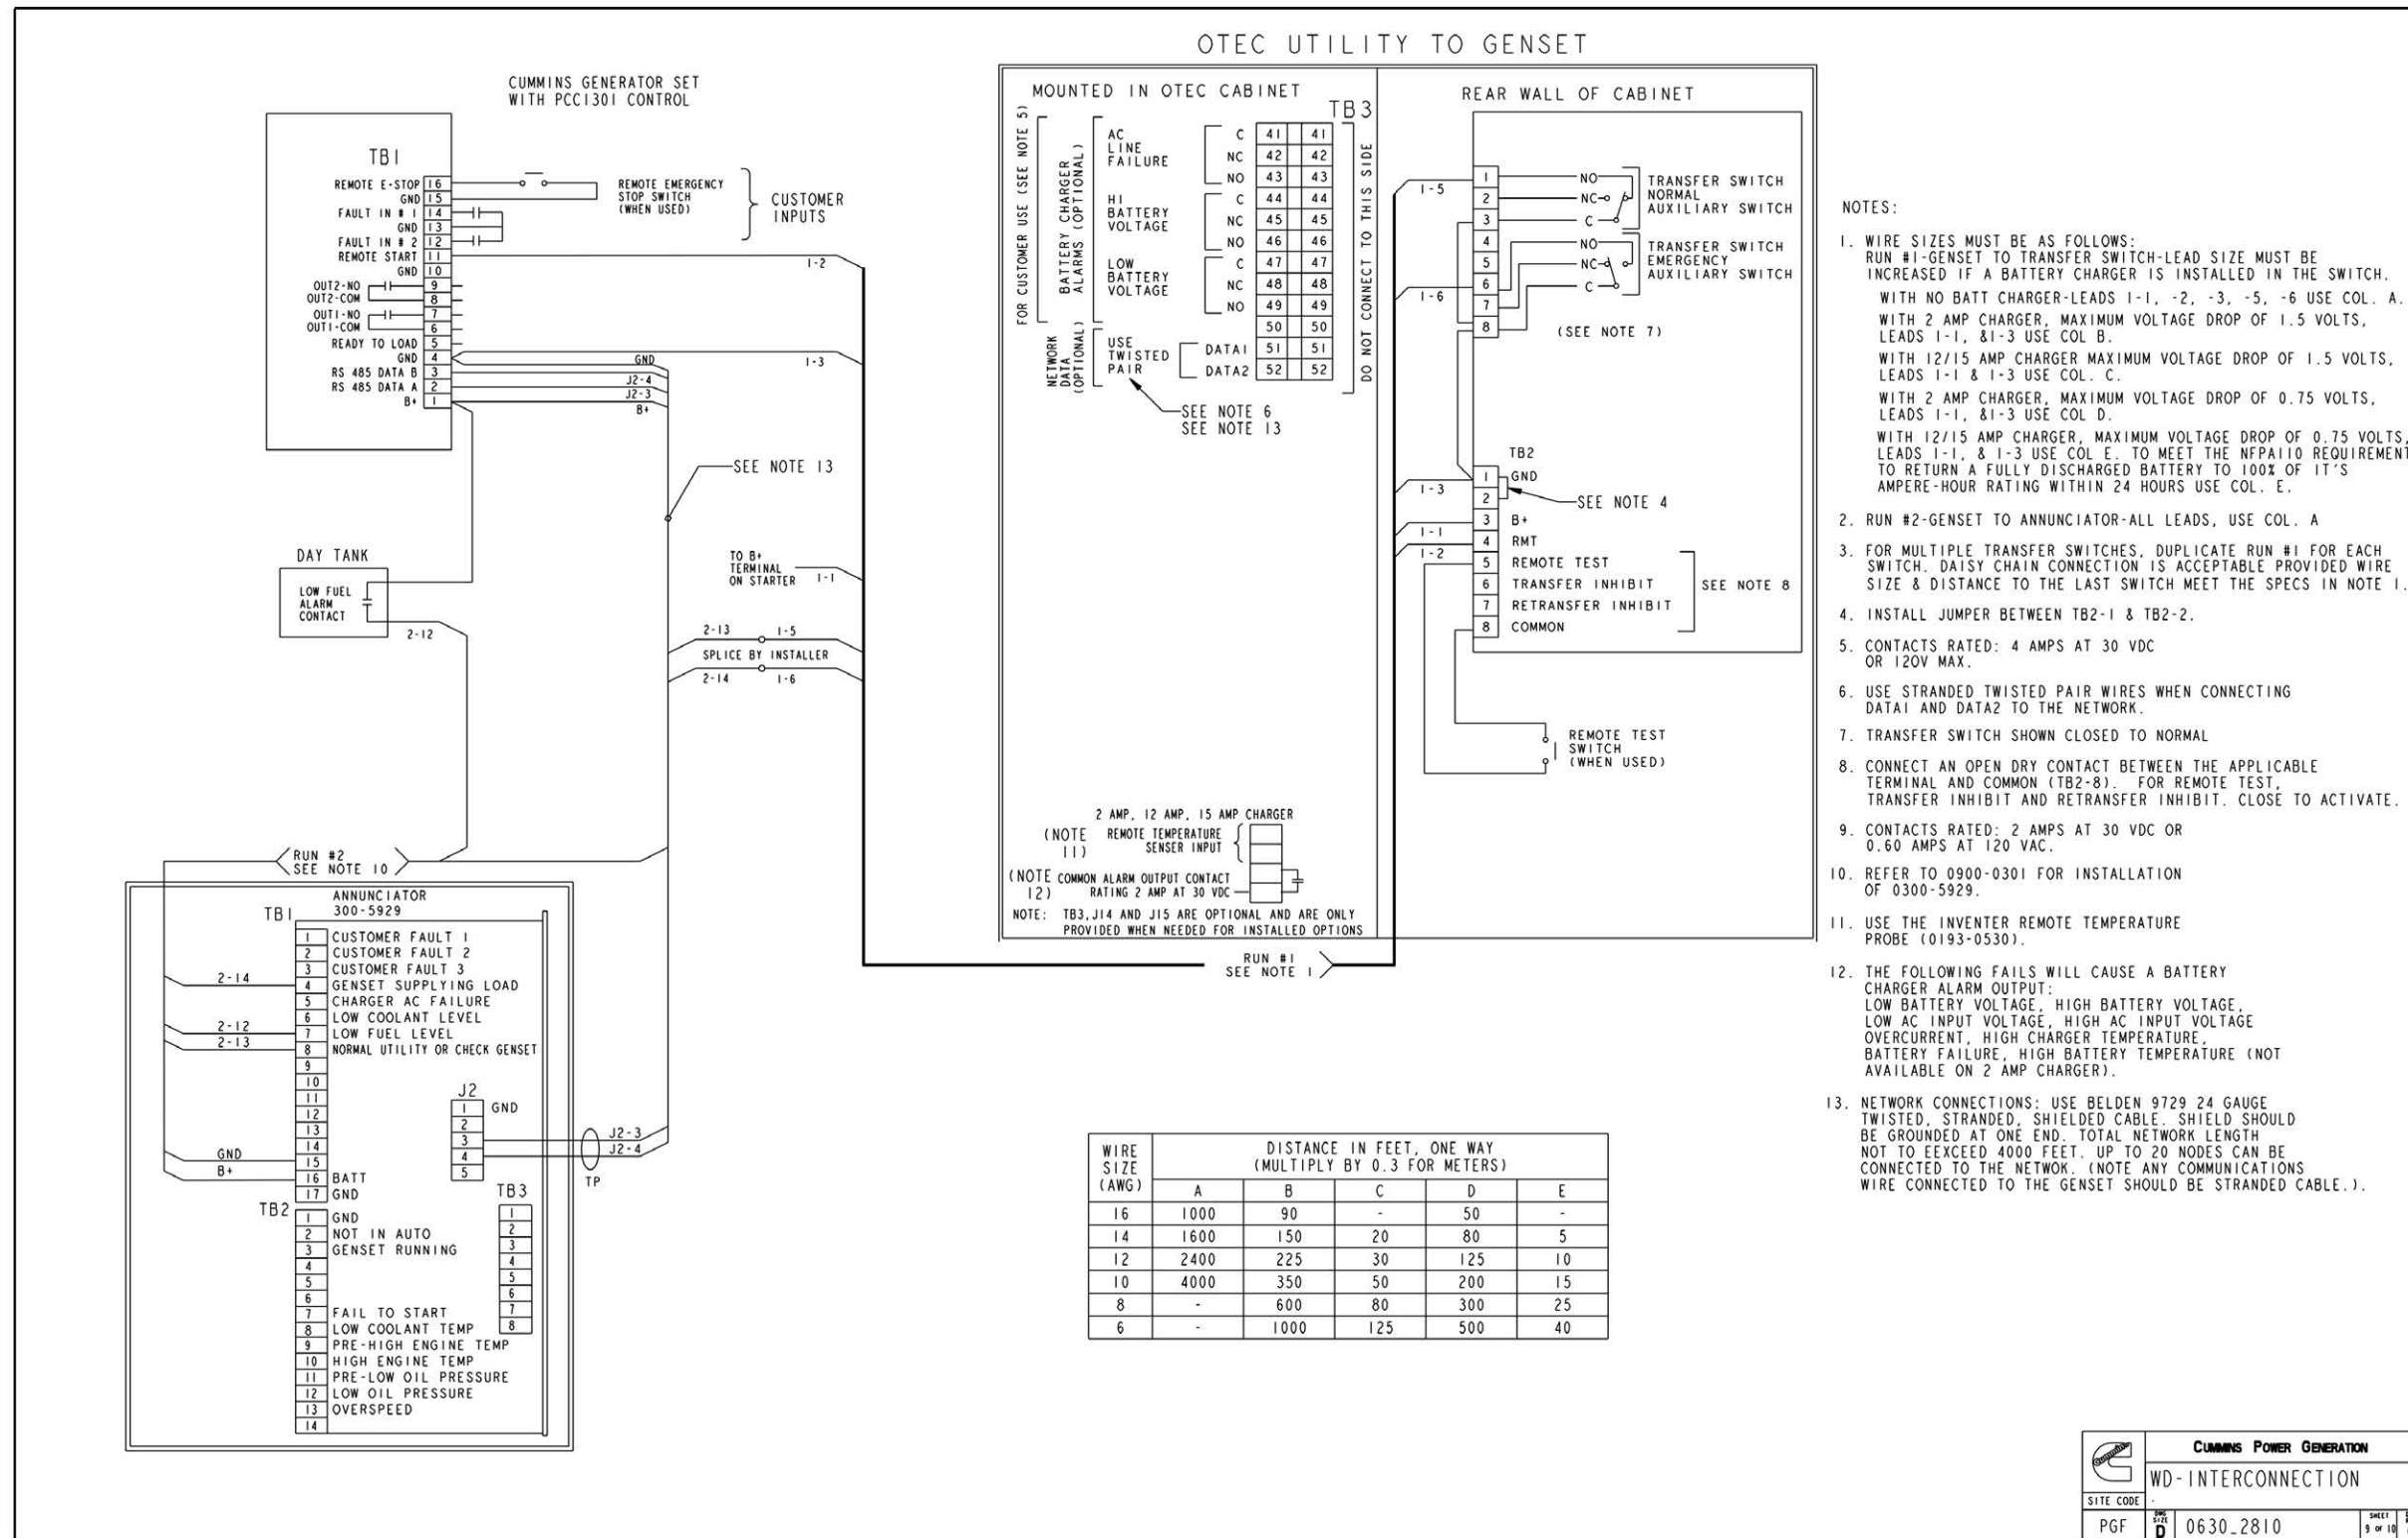 OTEC UTILITY TO GENSET
CUMMINS GENERATOR SET
WITH PCC1301 CONTROL
TB1
REMOTE E-STOP 16
GND 15
FAULT IN # 1 14
GND 13
FAULT IN # 2 12
REMOTE START 11
GND 10
OUT2-NO 9
OUT2-COM 8
OUT1-NO 7
OUT1-COM 6
READY TO LOAD 5
GND 4
RS 485 DATA B 3
RS 485 DATA A 2
B+ 1
REMOTE EMERGENCY
STOP SWITCH
(WHEN USED)
CUSTOMER
INPUTS
1-2
1-3
GND
J2-4
J2-3
B+
SEE NOTE 13
DAY TANK
LOW FUEL
ALARM
CONTACT
2-12
TO B+
TERMINAL
ON STARTER
1-1
2-13 1-5
SPLICE BY INSTALLER
2-14 1-6
RUN #2
SEE NOTE 10
ANNUNCIATOR
300-5929
TB1
1 CUSTOMER FAULT 1
2 CUSTOMER FAULT 2
3 CUSTOMER FAULT 3
4 GENSET SUPPLYING LOAD
5 CHARGER AC FAILURE
6 LOW COOLANT LEVEL
7 LOW FUEL LEVEL
8 NORMAL UTILITY OR CHECK GENSET
9
10
11
12
13
14
15
16 BATT
17 GND
2-14
2-12
2-13
GND
B+
J2
1 GND
2
3
4
5
J2-3
J2-4
TP
TB3
1
2
3
4
5
6
7
8
TB2
1 GND
2 NOT IN AUTO
3 GENSET RUNNING
4
5
6
7 FAIL TO START
8 LOW COOLANT TEMP
9 PRE-HIGH ENGINE TEMP
10 HIGH ENGINE TEMP
11 PRE-LOW OIL PRESSURE
12 LOW OIL PRESSURE
13 OVERSPEED
14
MOUNTED IN OTEC CABINET
TB3
FOR CUSTOMER USE (SEE NOTE 5)
BATTERY CHARGER
ALARMS (OPTIONAL)
AC
LINE
FAILURE
C 41 41
NC 42 42
NO 43 43
HI
BATTERY
VOLTAGE
C 44 44
NC 45 45
NO 46 46
LOW
BATTERY
VOLTAGE
C 47 47
NC 48 48
NO 49 49
50 50
NETWORK
DATA
(OPTIONAL)
USE
TWISTED
PAIR
DATA1 51 51
DATA2 52 52
DO NOT CONNECT TO THIS SIDE
SEE NOTE 6
SEE NOTE 13
2 AMP, 12 AMP, 15 AMP CHARGER
(NOTE
11)
REMOTE TEMPERATURE
SENSER INPUT
(NOTE
12)
COMMON ALARM OUTPUT CONTACT
RATING 2 AMP AT 30 VDC
NOTE: TB3,J14 AND J15 ARE OPTIONAL AND ARE ONLY
PROVIDED WHEN NEEDED FOR INSTALLED OPTIONS
RUN #1
SEE NOTE 1
REAR WALL OF CABINET
1-5
1-6
1
2
3
4
5
6
7
8
NO
NC
C
TRANSFER SWITCH
NORMAL
AUXILIARY SWITCH
NO
NC
C
TRANSFER SWITCH
EMERGENCY
AUXILIARY SWITCH
(SEE NOTE 7)
TB2
1 GND
2
3 B+
4 RMT
5 REMOTE TEST
6 TRANSFER INHIBIT
7 RETRANSFER INHIBIT
8 COMMON
SEE NOTE 4
SEE NOTE 8
1-3
1-1
1-2
REMOTE TEST
SWITCH
(WHEN USED)
WIRE
SIZE
(AWG)
DISTANCE IN FEET, ONE WAY
(MULTIPLY BY 0.3 FOR METERS)
A B C D E
16 1000 90 - 50 -
14 1600 150 20 80 5
12 2400 225 30 125 10
10 4000 350 50 200 15
8 - 600 80 300 25
6 - 1000 125 500 40
NOTES:
1. WIRE SIZES MUST BE AS FOLLOWS:
RUN #1-GENSET TO TRANSFER SWITCH-LEAD SIZE MUST BE
INCREASED IF A BATTERY CHARGER IS INSTALLED IN THE SWITCH.
WITH NO BATT CHARGER-LEADS 1-1, -2, -3, -5, -6 USE COL. A.
WITH 2 AMP CHARGER, MAXIMUM VOLTAGE DROP OF 1.5 VOLTS,
LEADS 1-1, &1-3 USE COL B.
WITH 12/15 AMP CHARGER MAXIMUM VOLTAGE DROP OF 1.5 VOLTS,
LEADS 1-1 & 1-3 USE COL. C.
WITH 2 AMP CHARGER, MAXIMUM VOLTAGE DROP OF 0.75 VOLTS,
LEADS 1-1, &1-3 USE COL D.
WITH 12/15 AMP CHARGER, MAXIMUM VOLTAGE DROP OF 0.75 VOLTS,
LEADS 1-1, & 1-3 USE COL E. TO MEET THE NFPA110 REQUIREMENT
TO RETURN A FULLY DISCHARGED BATTERY TO 100% OF IT'S
AMPERE-HOUR RATING WITHIN 24 HOURS USE COL. E.
2. RUN #2-GENSET TO ANNUNCIATOR-ALL LEADS, USE COL. A
3. FOR MULTIPLE TRANSFER SWITCHES, DUPLICATE RUN #1 FOR EACH
SWITCH. DAISY CHAIN CONNECTION IS ACCEPTABLE PROVIDED WIRE
SIZE & DISTANCE TO THE LAST SWITCH MEET THE SPECS IN NOTE 1.
4. INSTALL JUMPER BETWEEN TB2-1 & TB2-2.
5. CONTACTS RATED: 4 AMPS AT 30 VDC
OR 120V MAX.
6. USE STRANDED TWISTED PAIR WIRES WHEN CONNECTING
DATA1 AND DATA2 TO THE NETWORK.
7. TRANSFER SWITCH SHOWN CLOSED TO NORMAL
8. CONNECT AN OPEN DRY CONTACT BETWEEN THE APPLICABLE
TERMINAL AND COMMON (TB2-8). FOR REMOTE TEST,
TRANSFER INHIBIT AND RETRANSFER INHIBIT. CLOSE TO ACTIVATE.
9. CONTACTS RATED: 2 AMPS AT 30 VDC OR
0.60 AMPS AT 120 VAC.
10. REFER TO 0900-0301 FOR INSTALLATION
OF 0300-5929.
11. USE THE INVENTER REMOTE TEMPERATURE
PROBE (0193-0530).
12. THE FOLLOWING FAILS WILL CAUSE A BATTERY
CHARGER ALARM OUTPUT:
LOW BATTERY VOLTAGE, HIGH BATTERY VOLTAGE,
LOW AC INPUT VOLTAGE, HIGH AC INPUT VOLTAGE
OVERCURRENT, HIGH CHARGER TEMPERATURE,
BATTERY FAILURE, HIGH BATTERY TEMPERATURE (NOT
AVAILABLE ON 2 AMP CHARGER).
13. NETWORK CONNECTIONS: USE BELDEN 9729 24 GAUGE
TWISTED, STRANDED, SHIELDED CABLE. SHIELD SHOULD
BE GROUNDED AT ONE END. TOTAL NETWORK LENGTH
NOT TO EEXCEED 4000 FEET. UP TO 20 NODES CAN BE
CONNECTED TO THE NETWOK. (NOTE ANY COMMUNICATIONS
WIRE CONNECTED TO THE GENSET SHOULD BE STRANDED CABLE.).
Cummins
CUMMINS POWER GENERATION
WD-INTERCONNECTION
SITE CODE
PGF
DWG
SIZE
D
0630_2810
SHEET
9 OF 10